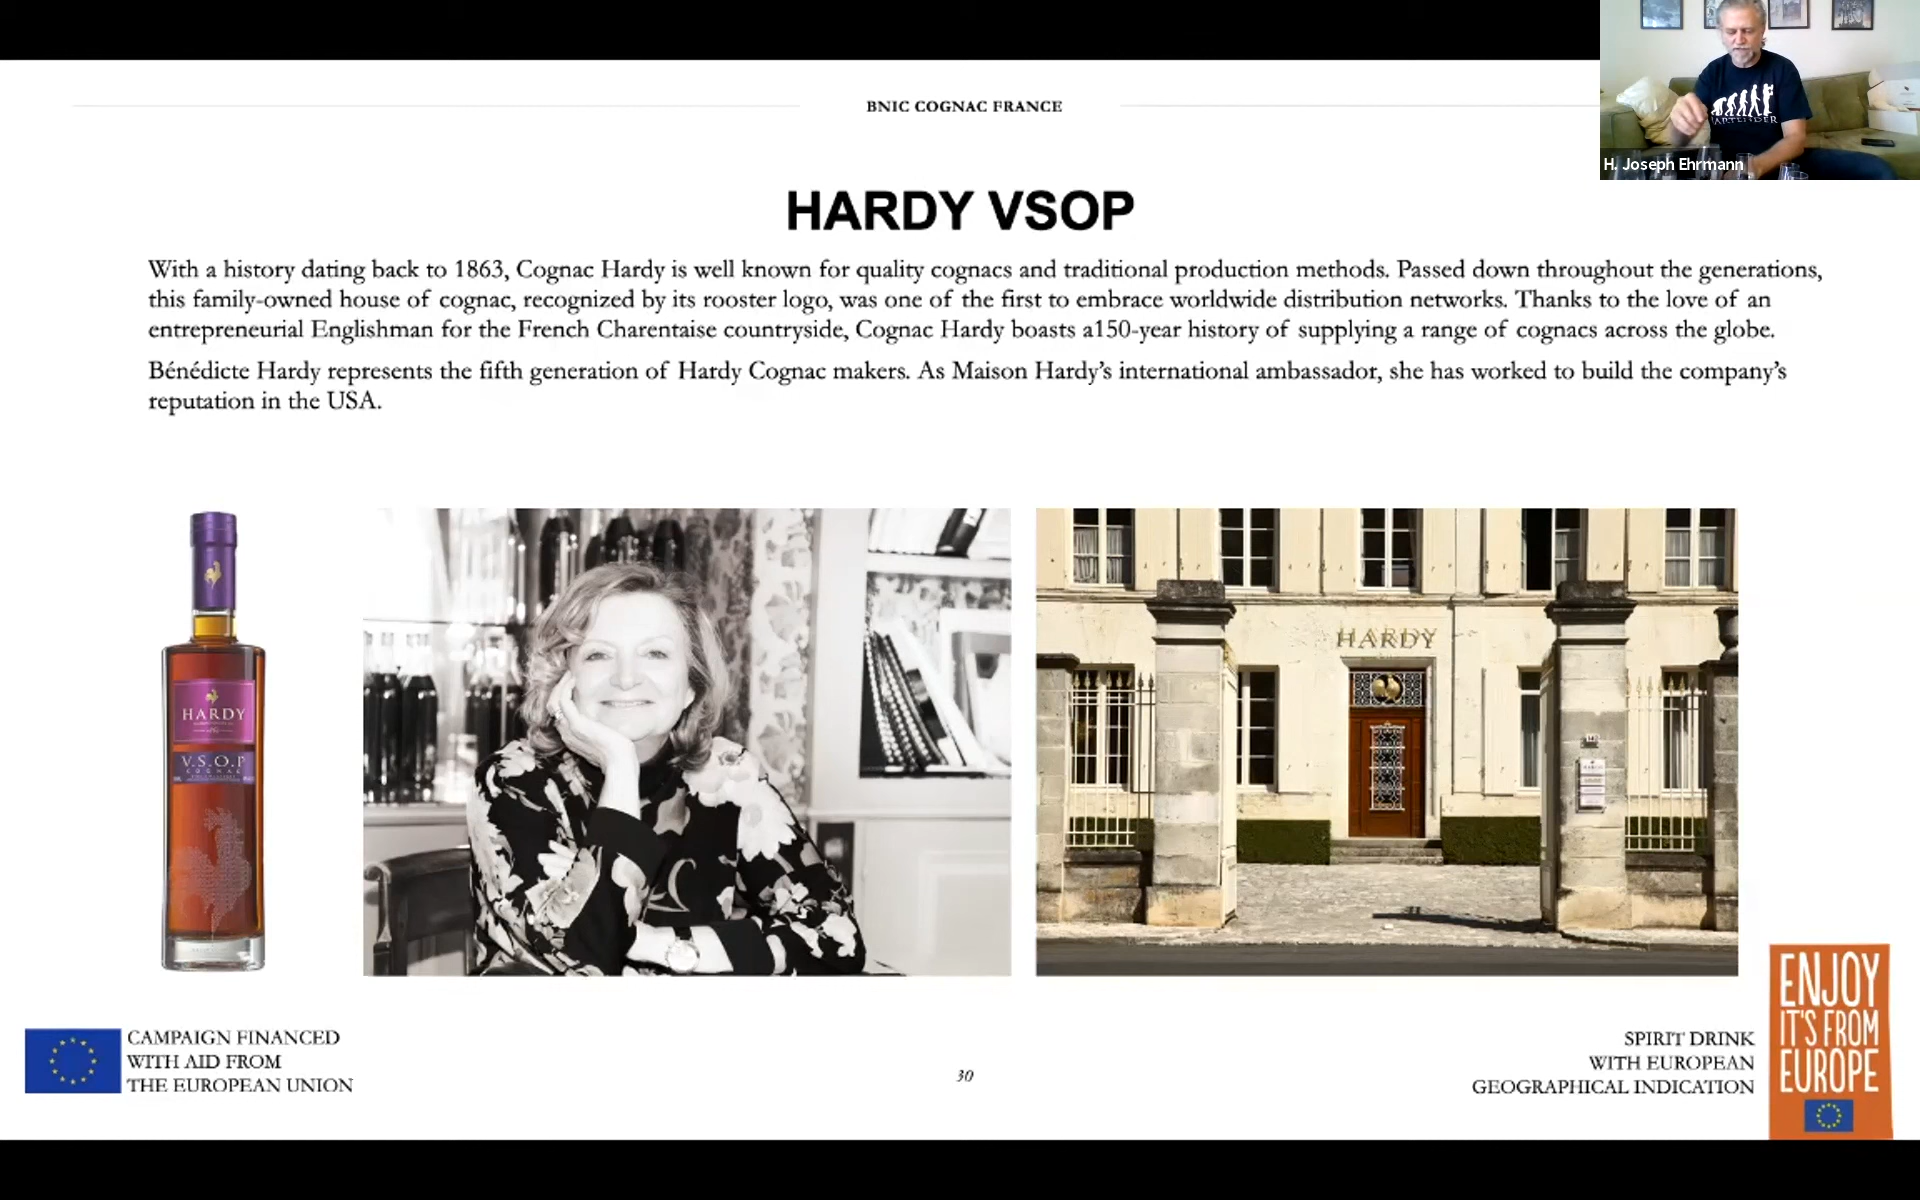 BNIC COGNAC FRANCE
H. Joseph Ehrmann
HARDY VSOP
With a history dating back to 1863, Cognac Hardy is well known for quality cognacs and traditional production methods. Passed down throughout the generations,
this family-owned house of cognac, recognized by its rooster logo, was one of the first to embrace worldwide distribution networks. Thanks to the love of an
entrepreneurial Englishman for the French Charentaise countryside, Cognac Hardy boasts a150-year history of supplying a range of cognacs across the globe.
Bénédicte Hardy represents the fifth generation of Hardy Cognac makers. As Maison Hardy’s international ambassador, she has worked to build the company’s
reputation in the USA.
HARDY
V.S.O.P
COGNAC
HARDY
CAMPAIGN FINANCED
WITH AID FROM
THE EUROPEAN UNION
30
SPIRIT DRINK
WITH EUROPEAN
GEOGRAPHICAL INDICATION
ENJOY
IT'S FROM
EUROPE